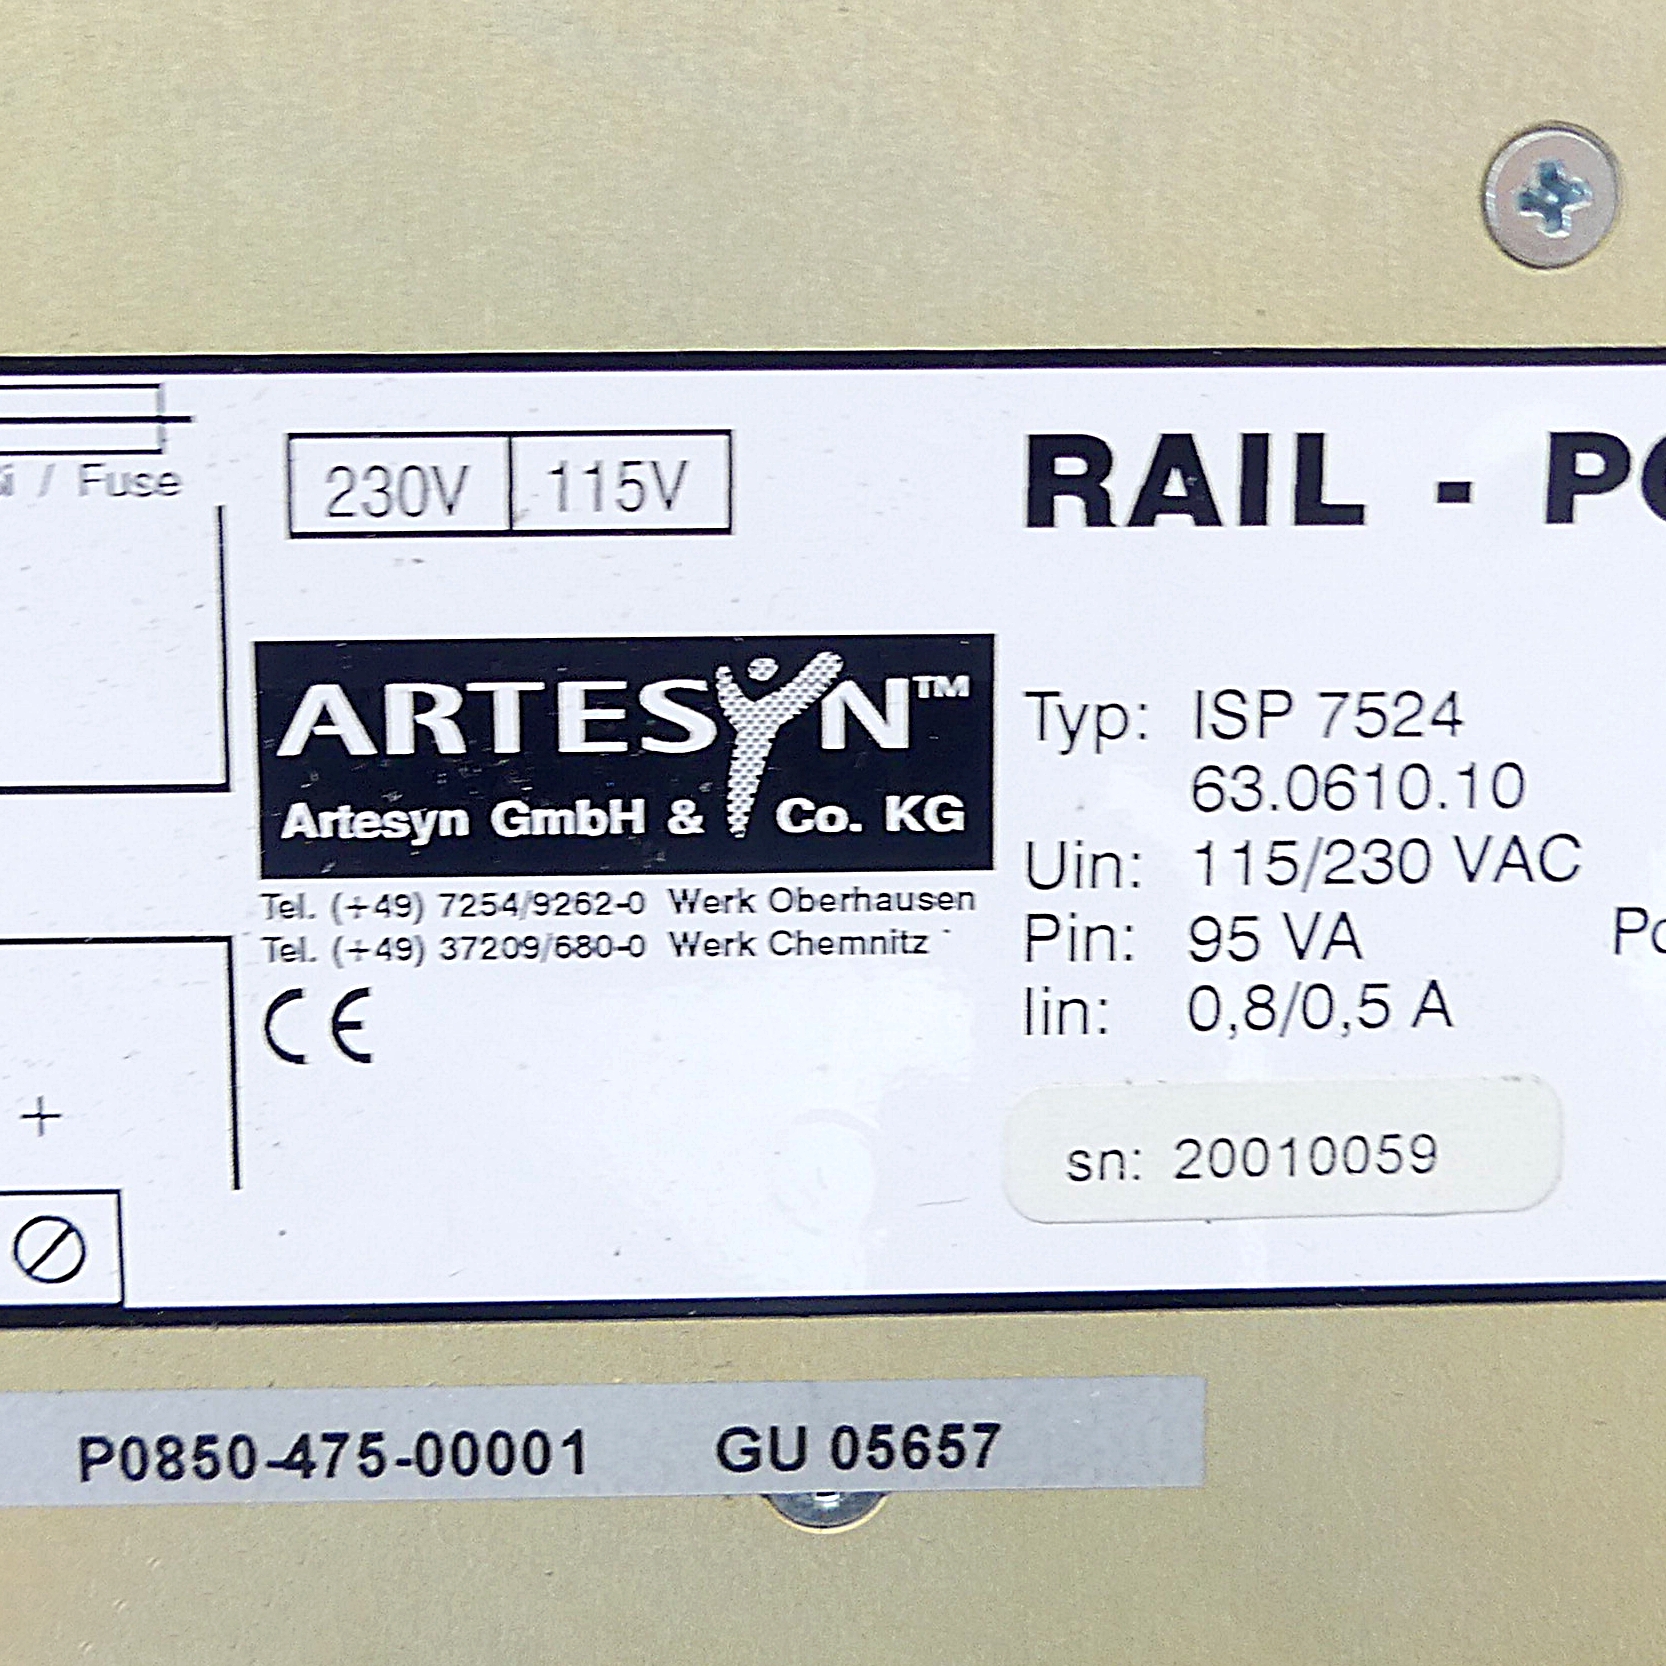 / Fuse
230V 115V
RAIL -
ARTESYN™
Artesyn GmbH & Co. KG
Tel. (+49) 7254/9262-0 Werk Oberhausen
Tel. (+49) 37209/680-0 Werk Chemnitz
CE
Typ: ISP 7524
63.0610.10
Uin: 115/230 VAC
Pin: 95 VA
Iin: 0,8/0,5 A
+
sn: 20010059
P0850-475-00001 GU 05657